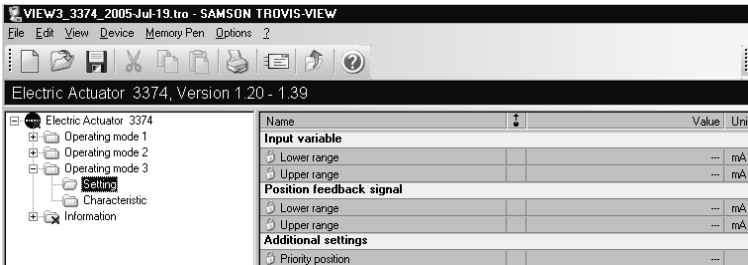 VIEW3_3374_2005-Jul-19.tro - SAMSON TROVIS-VIEW
File Edit View Device Memory Pen Options ?
Electric Actuator 3374, Version 1.20 - 1.39
Electric Actuator 3374
Operating mode 1
Operating mode 2
Operating mode 3
Setting
Characteristic
Information
Name Value Uni
Input variable
Lower range --- mA
Upper range --- mA
Position feedback signal
Lower range --- mA
Upper range --- mA
Additional settings
Priority position ---